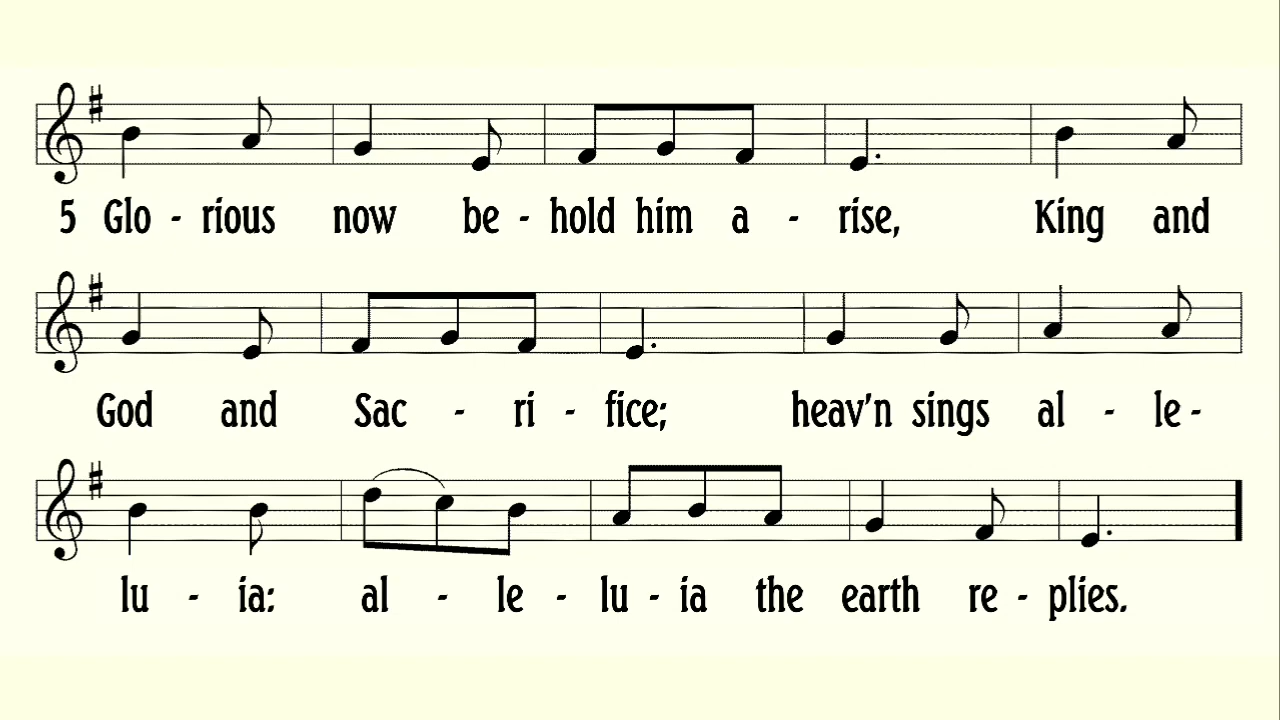 5 Glo - rious now be - hold him a - rise, King and
God and Sac - ri - fice; heav'n sings al - le -
lu - ia: al - le - lu - ia the earth re - plies.